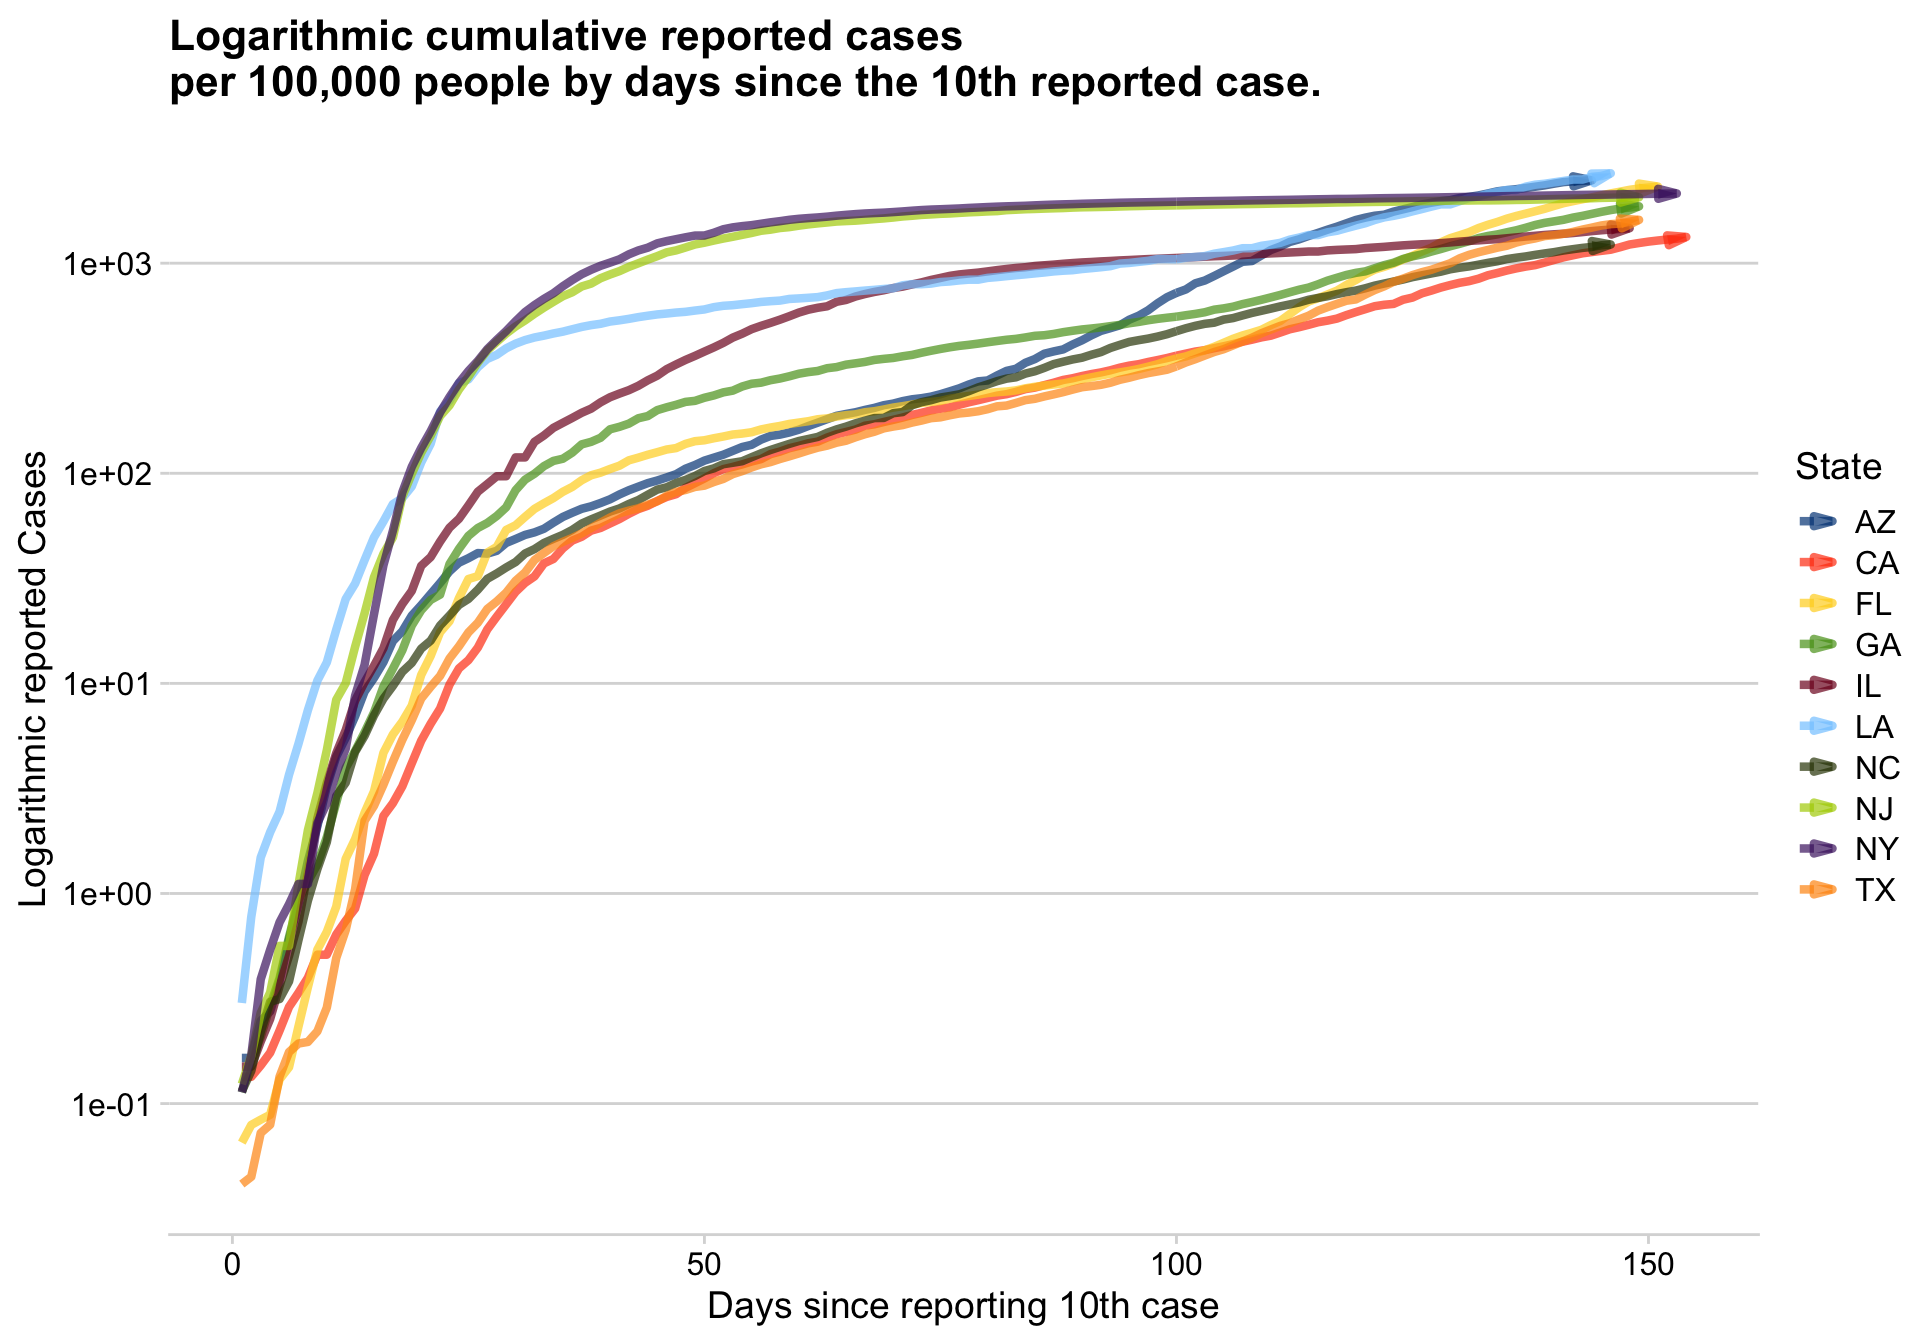 Logarithmic cumulative reported cases
per 100,000 people by days since the 10th reported case.
Logarithmic reported Cases
1e+03
1e+02
1e+01
1e+00
1e-01
0
50
100
150
Days since reporting 10th case
State
AZ
CA
FL
GA
IL
LA
NC
NJ
NY
TX